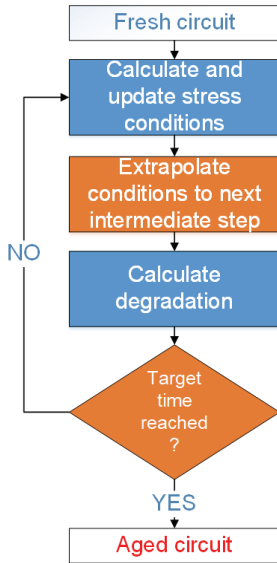 Fresh circuit
Calculate and
update stress
conditions
Extrapolate
conditions to next
intermediate step
NO
Calculate
degradation
Target
time
reached
?
YES
Aged circuit